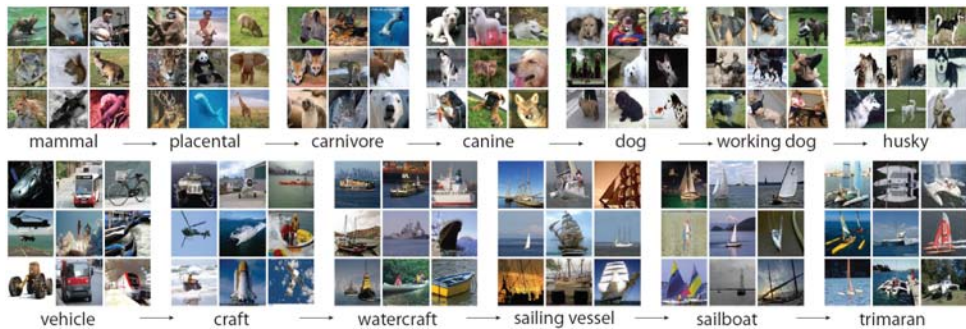 mammal → placental → carnivore → canine → dog → working dog → husky
vehicle → craft → watercraft → sailing vessel → sailboat → trimaran